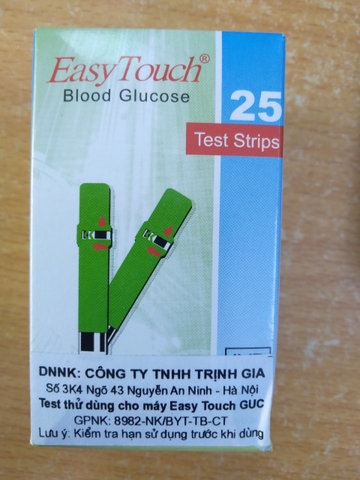 EasyTouch®
Blood Glucose
25
Test Strips
DNNK: CÔNG TY TNHH TRỊNH GIA
Số 3K4 Ngõ 43 Nguyễn An Ninh - Hà Nội
Test thử dùng cho máy Easy Touch GUC
GPNK: 8982-NK/BYT-TB-CT
Lưu ý: Kiểm tra hạn sử dụng trước khi dùng